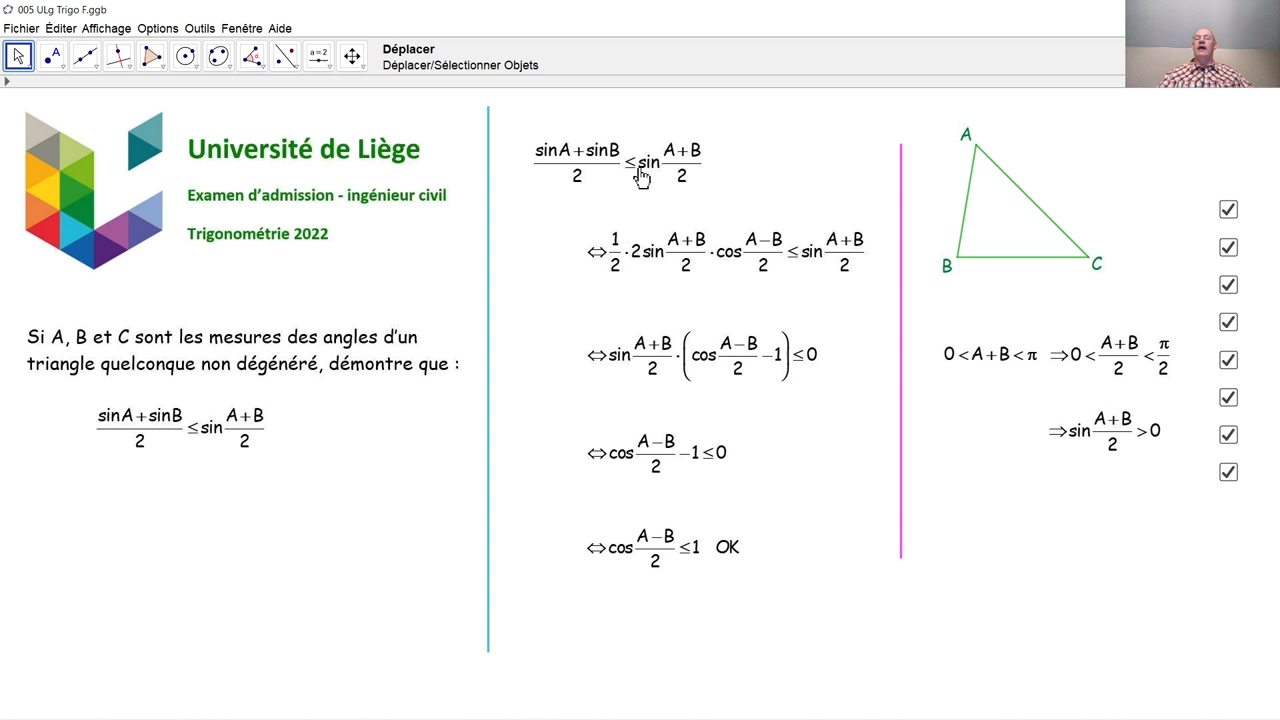 005 ULg Trigo F.ggb
Fichier Éditer Affichage Options Outils Fenêtre Aide
A
a=2
Déplacer
Déplacer/Sélectionner Objets
Université de Liège
Examen d’admission - ingénieur civil
Trigonométrie 2022
Si A, B et C sont les mesures des angles d’un
triangle quelconque non dégénéré, démontre que :
(sinA+sinB)/2 ≤ sin (A+B)/2
(sinA+sinB)/2 ≤ sin (A+B)/2
⇔ 1/2 · 2sin (A+B)/2 · cos (A−B)/2 ≤ sin (A+B)/2
⇔ sin (A+B)/2 · (cos (A−B)/2 −1) ≤ 0
⇔ cos (A−B)/2 −1 ≤ 0
⇔ cos (A−B)/2 ≤ 1 OK
A
B
C
0 < A+B < π ⇒ 0 < (A+B)/2 < π/2
⇒ sin (A+B)/2 > 0